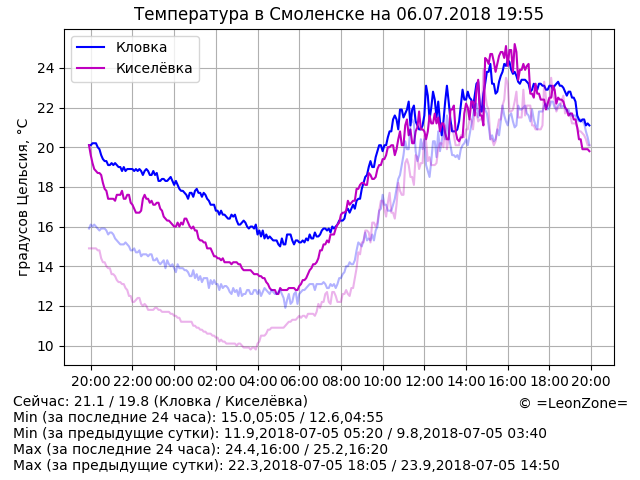 Температура в Смоленске на 06.07.2018 19:55
Кловка
Киселёвка
градусов Цельсия, °C
24
22
20
18
16
14
12
10
20:00 22:00 00:00 02:00 04:00 06:00 08:00 10:00 12:00 14:00 16:00 18:00 20:00
Сейчас: 21.1 / 19.8 (Кловка / Киселёвка)
© =LeonZone=
Min (за последние 24 часа): 15.0,05:05 / 12.6,04:55
Min (за предыдущие сутки): 11.9,2018-07-05 05:20 / 9.8,2018-07-05 03:40
Max (за последние 24 часа): 24.4,16:00 / 25.2,16:20
Max (за предыдущие сутки): 22.3,2018-07-05 18:05 / 23.9,2018-07-05 14:50